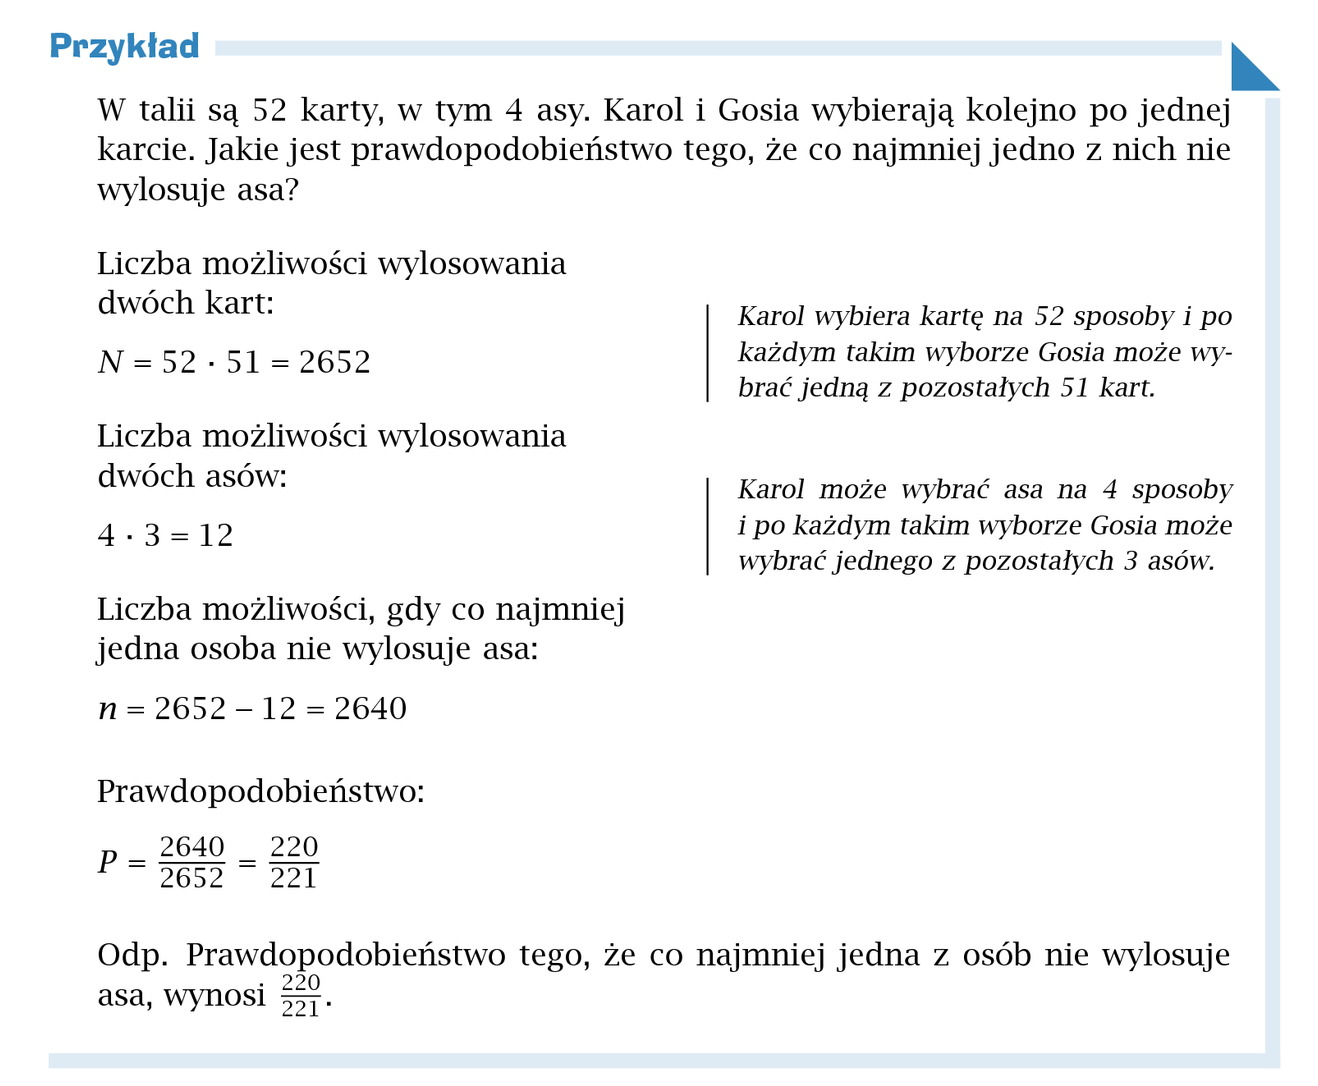 Przykład
W talii są 52 karty, w tym 4 asy. Karol i Gosia wybierają kolejno po jednej
karcie. Jakie jest prawdopodobieństwo tego, że co najmniej jedno z nich nie
wylosuje asa?
Liczba możliwości wylosowania
dwóch kart:
N = 52 · 51 = 2652
Karol wybiera kartę na 52 sposoby i po
każdym takim wyborze Gosia może wy-
brać jedną z pozostałych 51 kart.
Liczba możliwości wylosowania
dwóch asów:
4 · 3 = 12
Karol może wybrać asa na 4 sposoby
i po każdym takim wyborze Gosia może
wybrać jednego z pozostałych 3 asów.
Liczba możliwości, gdy co najmniej
jedna osoba nie wylosuje asa:
n = 2652 – 12 = 2640
Prawdopodobieństwo:
P = 2640/2652 = 220/221
Odp. Prawdopodobieństwo tego, że co najmniej jedna z osób nie wylosuje
asa, wynosi 220/221.